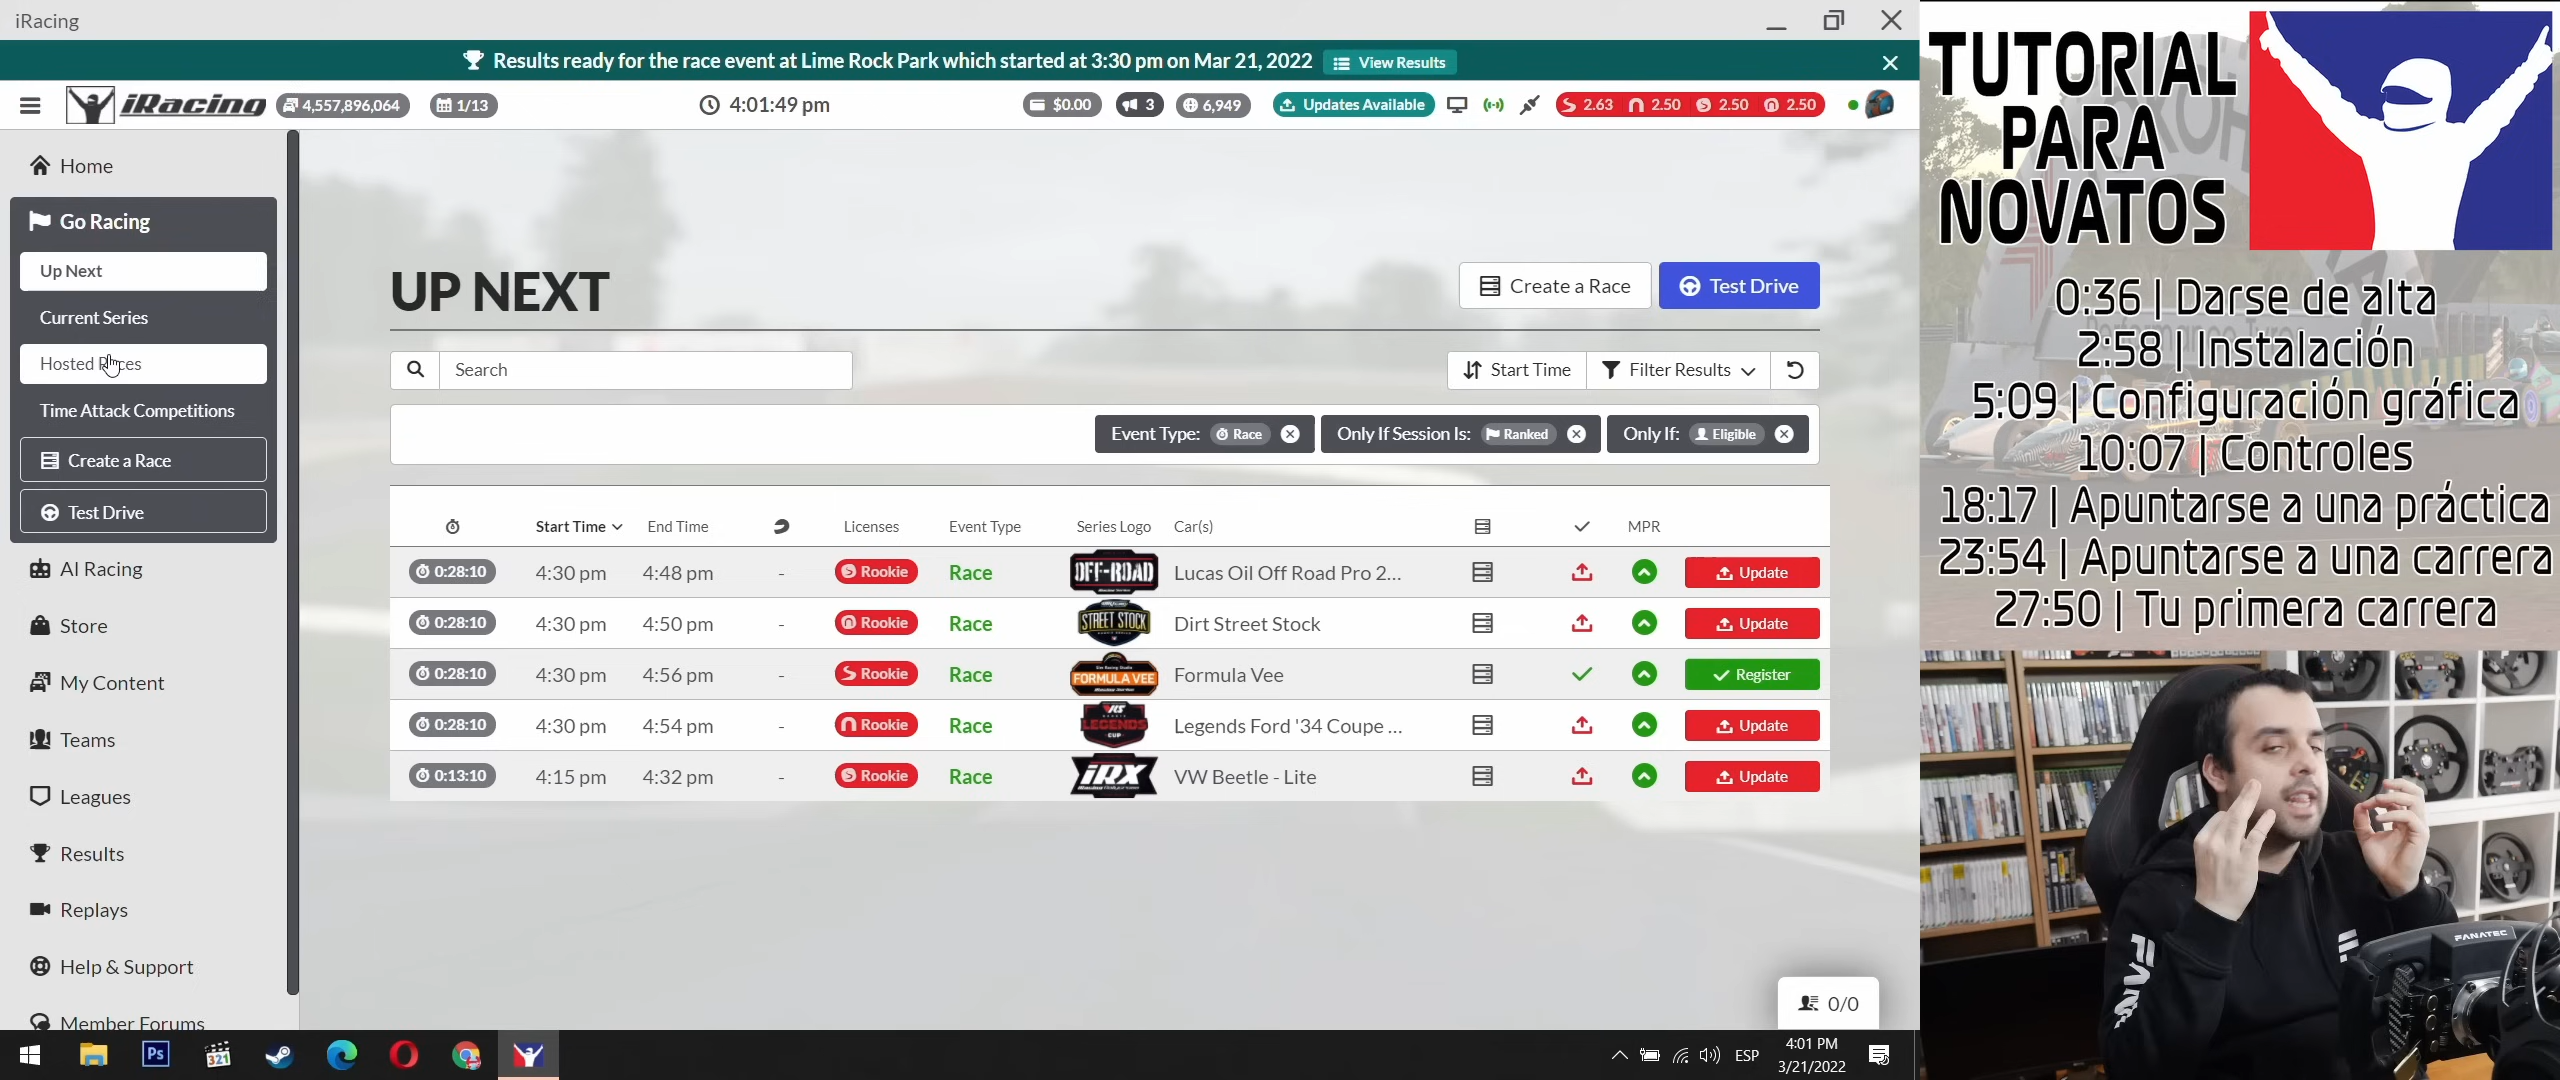 iRacing
Results ready for the race event at Lime Rock Park which started at 3:30 pm on Mar 21, 2022 View Results
iRacing 4,557,896,064 1/13 4:01:49 pm $0.00 3 6,949 Updates Available 2.63 2.50 2.50 2.50
Home
Go Racing
Up Next
Current Series
Hosted Races
Time Attack Competitions
Create a Race
Test Drive
AI Racing
Store
My Content
Teams
Leagues
Results
Replays
Help & Support
Member Forums
UP NEXT Create a Race Test Drive
Search Start Time Filter Results
Event Type: Race Only If Session Is: Ranked Only If: Eligible
Start Time End Time Licenses Event Type Series Logo Car(s) MPR
0:28:10 4:30 pm 4:48 pm - Rookie Race OFF-ROAD Lucas Oil Off Road Pro 2... Update
0:28:10 4:30 pm 4:50 pm - Rookie Race STREET STOCK Dirt Street Stock Update
0:28:10 4:30 pm 4:56 pm - Rookie Race FORMULA VEE Formula Vee Register
0:28:10 4:30 pm 4:54 pm - Rookie Race LEGENDS CUP Legends Ford '34 Coupe ... Update
0:13:10 4:15 pm 4:32 pm - Rookie Race iRX VW Beetle - Lite Update
0/0
Ps 321 ESP 4:01 PM
3/21/2022
TUTORIAL
PARA
NOVATOS
0:36 | Darse de alta
2:58 | Instalación
5:09 | Configuración gráfica
10:07 | Controles
18:17 | Apuntarse a una práctica
23:54 | Apuntarse a una carrera
27:50 | Tu primera carrera
FANATEC
FAN